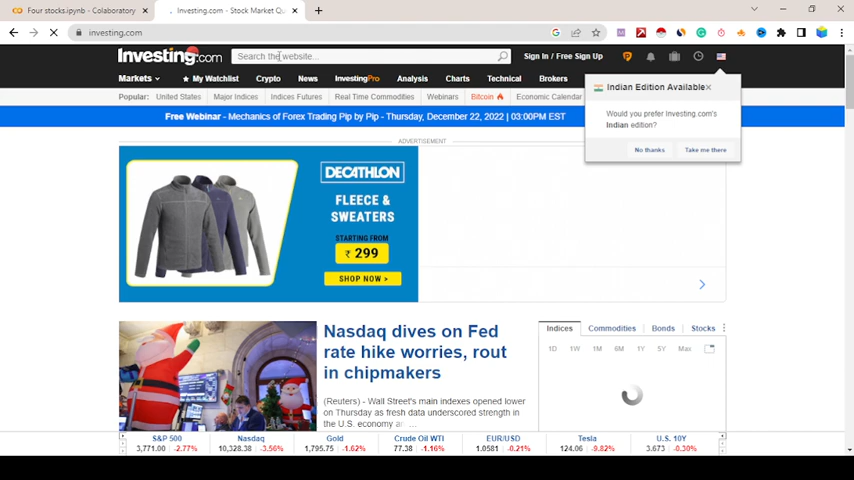 Four stocks.ipynb - Colaboratory
Investing.com - Stock Market Qu
investing.com
Investing.com
Search the website...
Sign In / Free Sign Up
Markets
My Watchlist
Crypto
News
InvestingPro
Analysis
Charts
Technical
Brokers
Popular:
United States
Major Indices
Indices Futures
Real Time Commodities
Webinars
Bitcoin
Economic Calendar
Indian Edition Available
Would you prefer Investing.com's
Indian edition?
No thanks
Take me there
Free Webinar - Mechanics of Forex Trading Pip by Pip - Thursday, December 22, 2022 | 03:00PM EST
ADVERTISEMENT
DECATHLON
FLEECE &
SWEATERS
STARTING FROM
₹ 299
SHOP NOW >
Nasdaq dives on Fed
rate hike worries, rout
in chipmakers
(Reuters) - Wall Street's main indexes opened lower
on Thursday as fresh data underscored strength in
the U.S. economy an ...
Indices
Commodities
Bonds
Stocks
1D
1W
1M
6M
1Y
5Y
Max
S&P 500
3,771.00 -2.77%
Nasdaq
10,328.38 -3.56%
Gold
1,795.75 -1.62%
Crude Oil WTI
77.38 -1.16%
EUR/USD
1.0581 -0.21%
Tesla
124.06 -9.82%
U.S. 10Y
3.673 -0.30%